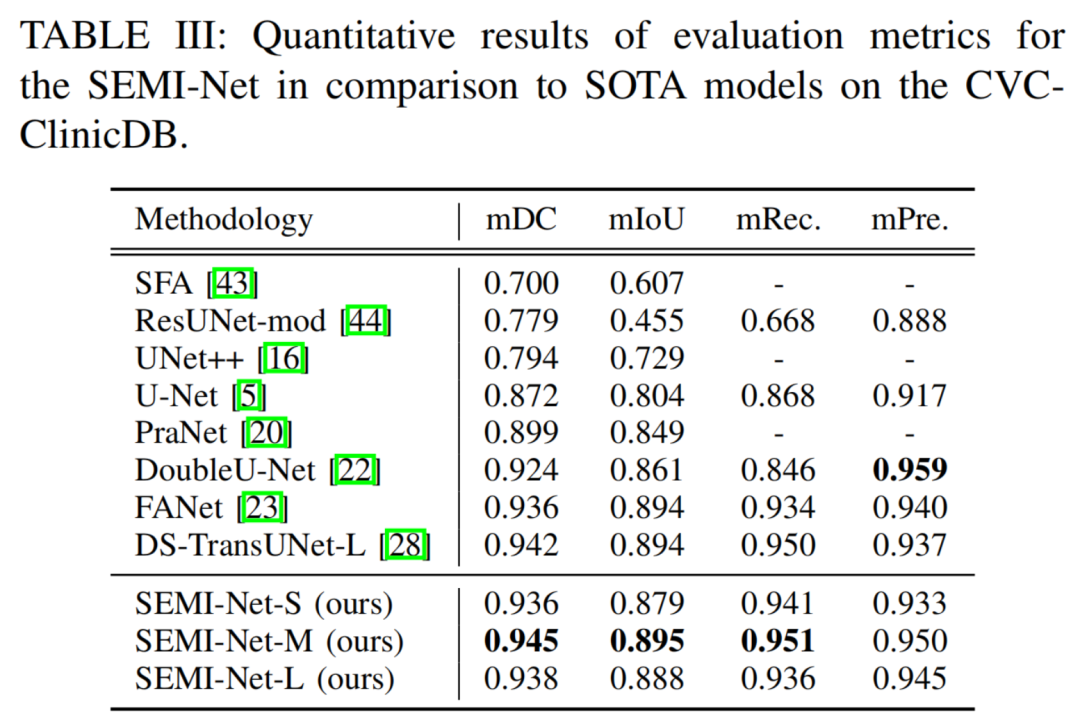 TABLE III: Quantitative results of evaluation metrics for
the SEMI-Net in comparison to SOTA models on the CVC-
ClinicDB.
Methodology mDC mIoU mRec. mPre.
SFA [43] 0.700 0.607 - -
ResUNet-mod [44] 0.779 0.455 0.668 0.888
UNet++ [16] 0.794 0.729 - -
U-Net [5] 0.872 0.804 0.868 0.917
PraNet [20] 0.899 0.849 - -
DoubleU-Net [22] 0.924 0.861 0.846 0.959
FANet [23] 0.936 0.894 0.934 0.940
DS-TransUNet-L [28] 0.942 0.894 0.950 0.937
SEMI-Net-S (ours) 0.936 0.879 0.941 0.933
SEMI-Net-M (ours) 0.945 0.895 0.951 0.950
SEMI-Net-L (ours) 0.938 0.888 0.936 0.945